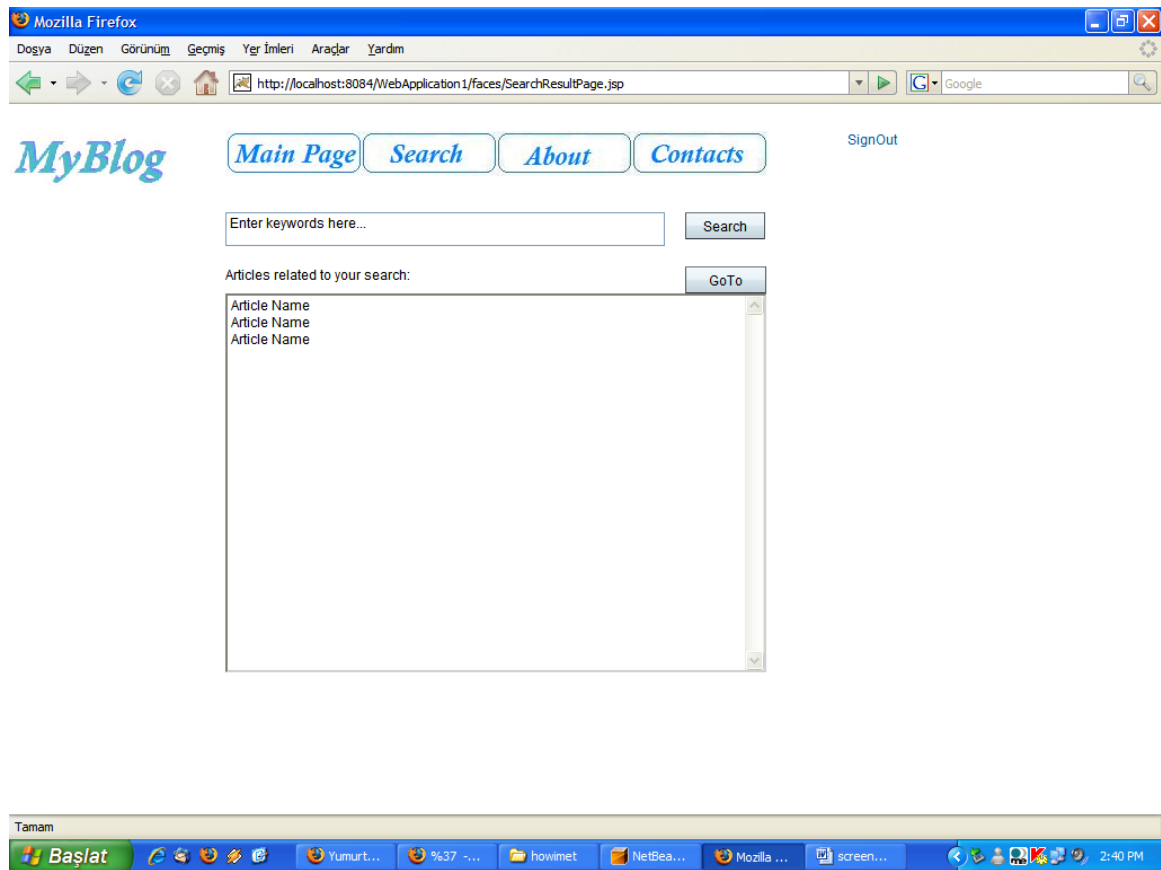 Mozilla Firefox
Dosya Düzen Görünüm Geçmiş Yer İmleri Araçlar Yardım
http://localhost:8084/WebApplication1/faces/SearchResultPage.jsp
G Google
MyBlog
Main Page Search About Contacts
SignOut
Enter keywords here...
Search
Articles related to your search:
GoTo
Article Name
Article Name
Article Name
Tamam
Başlat Yumurt... %37 -... howimet NetBea... Mozilla ... screen... 2:40 PM